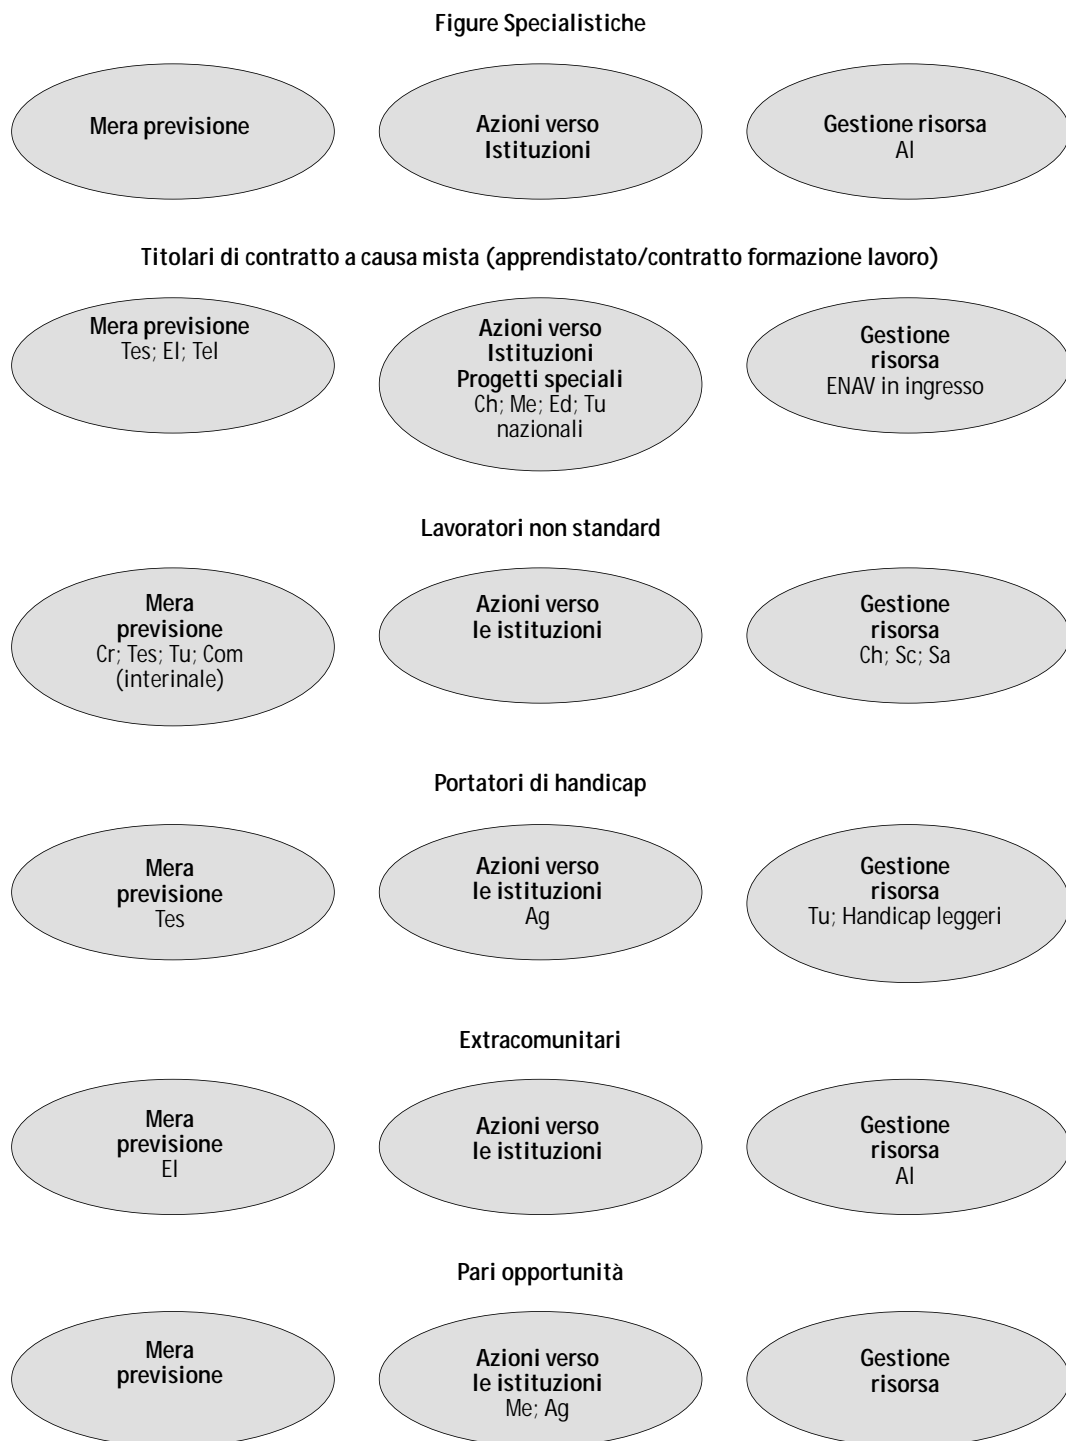 Figure Specialistiche
Mera previsione
Azioni verso
Istituzioni
Gestione risorsa
Al
Titolari di contratto a causa mista (apprendistato/contratto formazione lavoro)
Mera previsione
Tes; El; Tel
Azioni verso
Istituzioni
Progetti speciali
Ch; Me; Ed; Tu
nazionali
Gestione
risorsa
ENAV in ingresso
Lavoratori non standard
Mera
previsione
Cr; Tes; Tu; Com
(interinale)
Azioni verso
le istituzioni
Gestione
risorsa
Ch; Sc; Sa
Portatori di handicap
Mera
previsione
Tes
Azioni verso
le istituzioni
Ag
Gestione
risorsa
Tu; Handicap leggeri
Extracomunitari
Mera
previsione
El
Azioni verso
le istituzioni
Gestione
risorsa
Al
Pari opportunità
Mera
previsione
Azioni verso
le istituzioni
Me; Ag
Gestione
risorsa